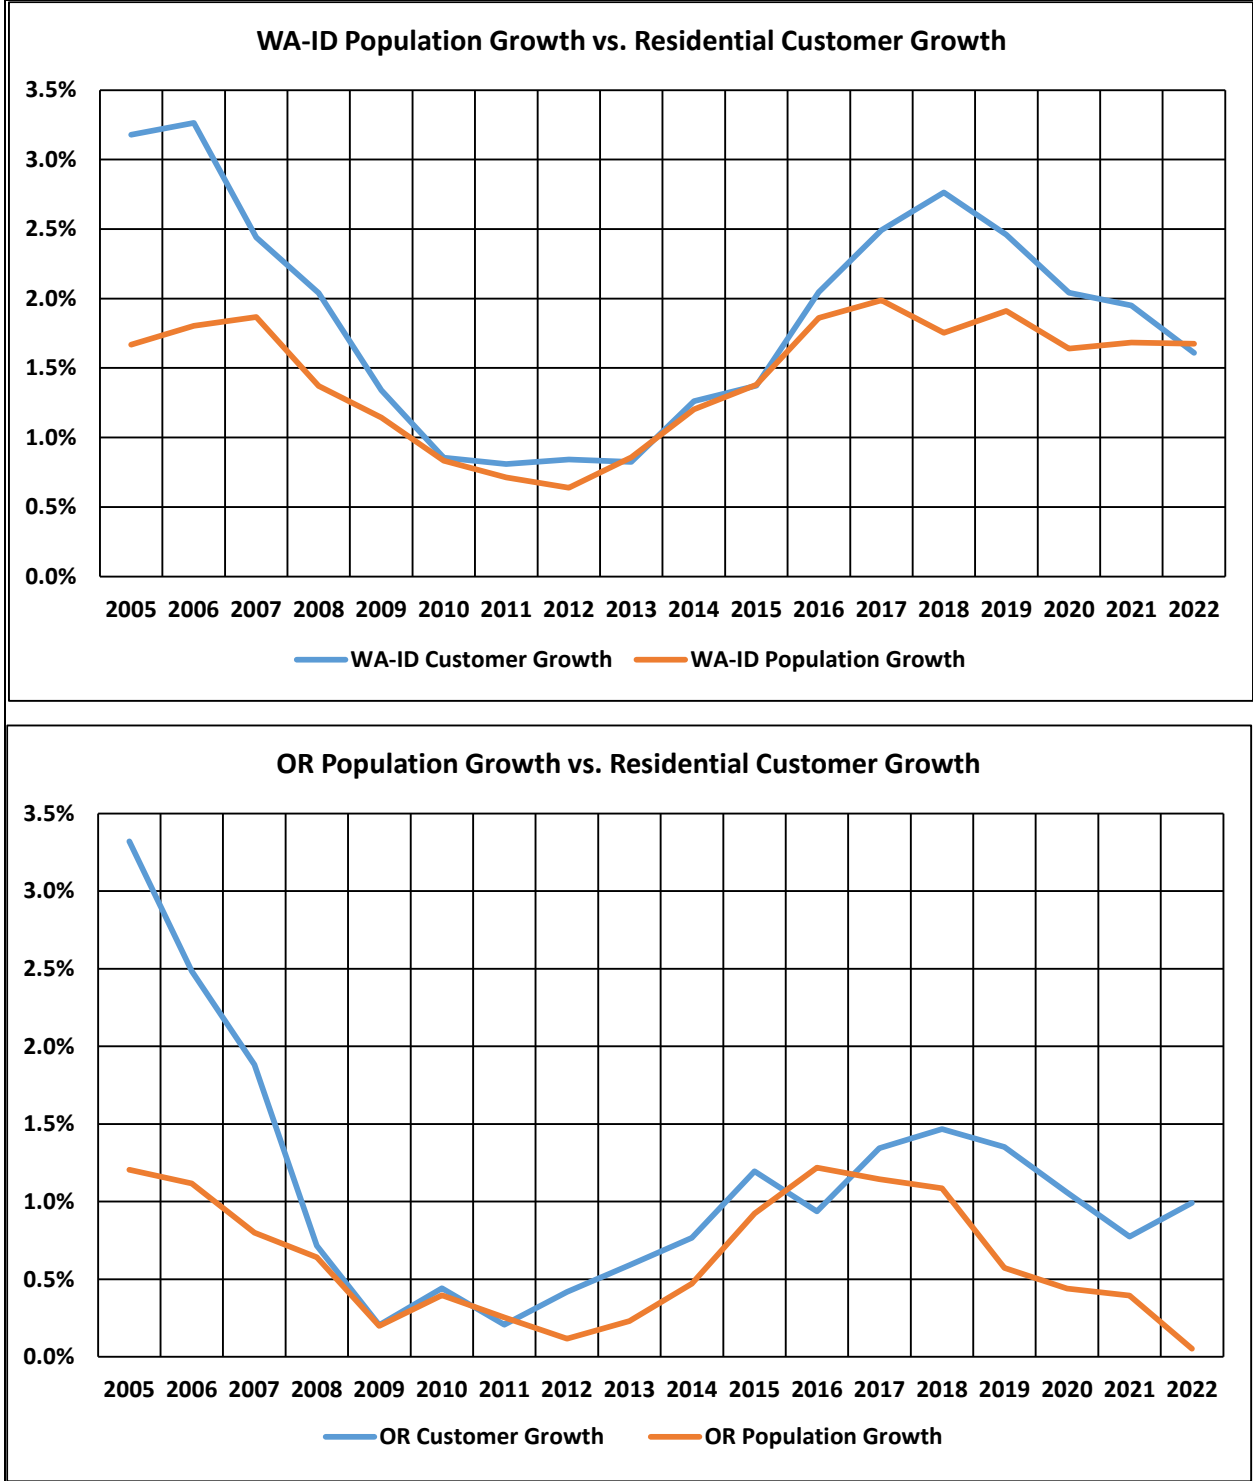 WA-ID Population Growth vs. Residential Customer Growth
3.5%
3.0%
2.5%
2.0%
1.5%
1.0%
0.5%
0.0%
2005 2006 2007 2008 2009 2010 2011 2012 2013 2014 2015 2016 2017 2018 2019 2020 2021 2022
WA-ID Customer Growth WA-ID Population Growth
OR Population Growth vs. Residential Customer Growth
3.5%
3.0%
2.5%
2.0%
1.5%
1.0%
0.5%
0.0%
2005 2006 2007 2008 2009 2010 2011 2012 2013 2014 2015 2016 2017 2018 2019 2020 2021 2022
OR Customer Growth OR Population Growth